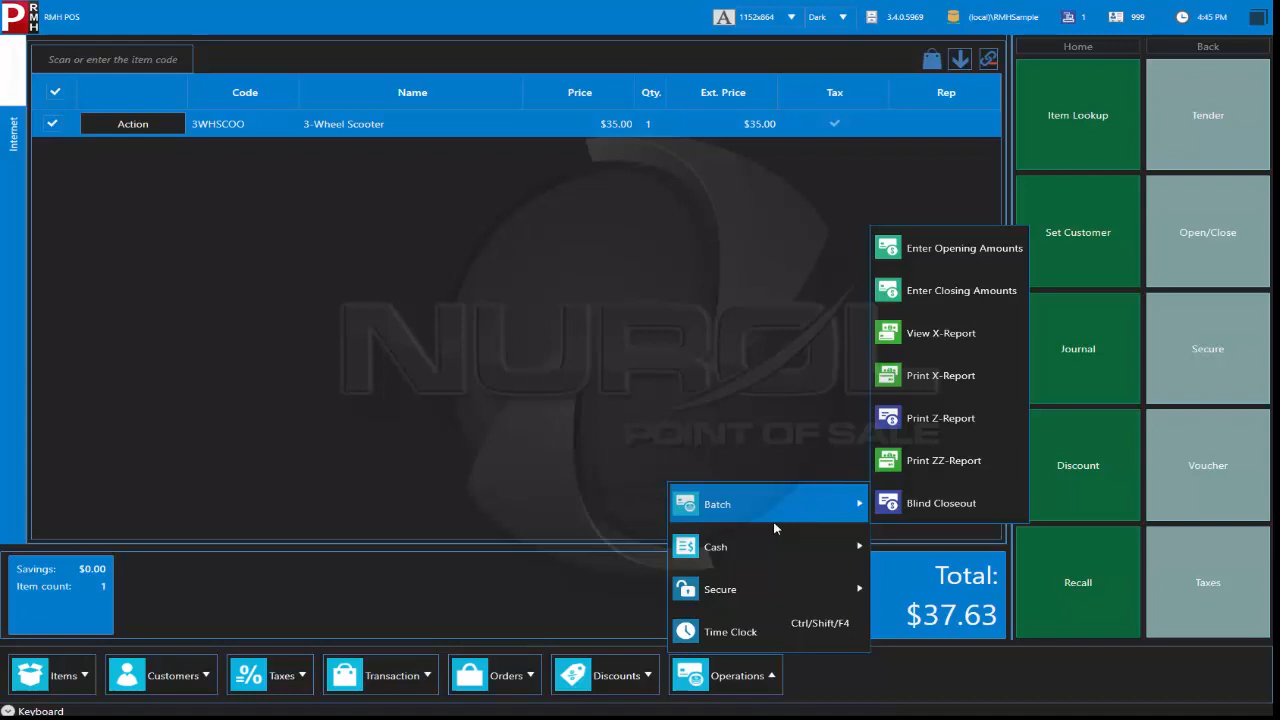 P RMH RMH POS A 1152x864 Dark 3.4.0.5969 (local)\RMHSample 1 999 4:45 PM
Home Back
Scan or enter the item code
Internet
Code Name Price Qty. Ext. Price Tax Rep
Action 3WHSCOO 3-Wheel Scooter $35.00 1 $35.00
Item Lookup Tender
Set Customer Open/Close
Journal Secure
Discount Voucher
Recall Taxes
NUROL
POINT OF SALE
Enter Opening Amounts
Enter Closing Amounts
View X-Report
Print X-Report
Print Z-Report
Print ZZ-Report
Blind Closeout
Batch
Cash
Secure
Time Clock Ctrl/Shift/F4
Savings: $0.00
Item count: 1
Total:
$37.63
Items Customers Taxes Transaction Orders Discounts Operations
Keyboard